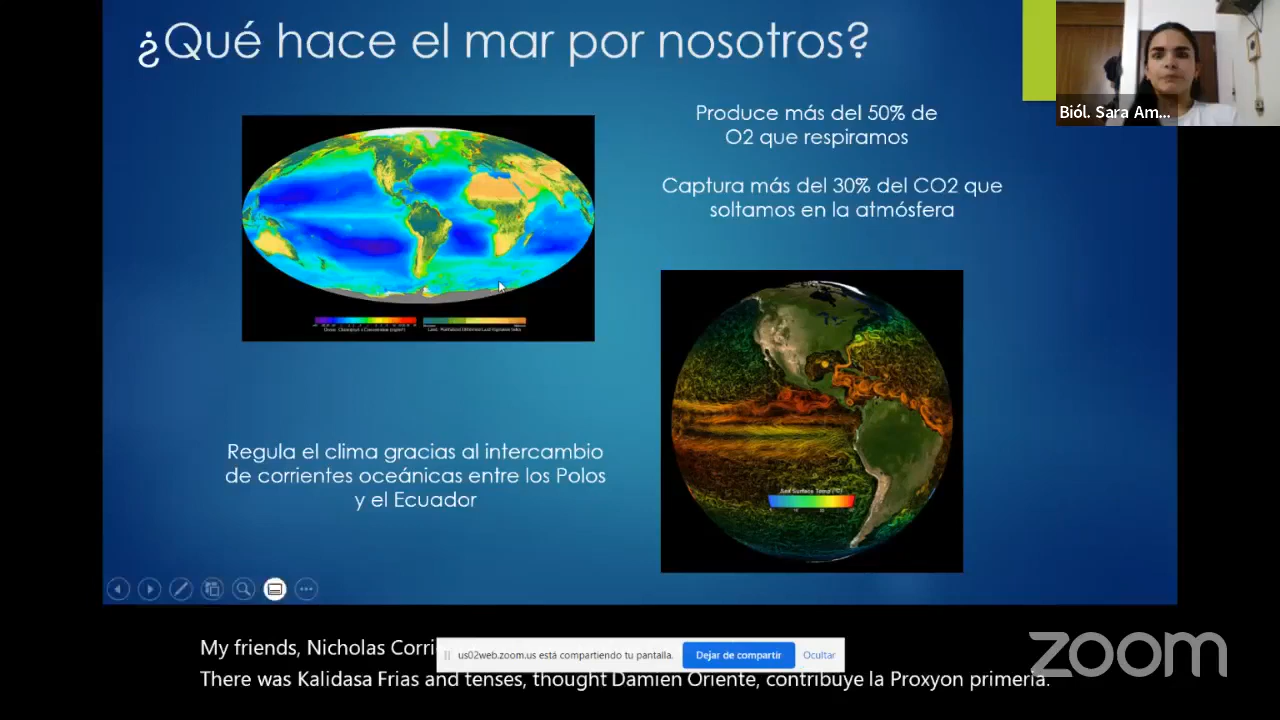 ¿Qué hace el mar por nosotros?
Biól. Sara Am...
Produce más del 50% de
O2 que respiramos
Captura más del 30% del CO2 que
soltamos en la atmósfera
Regula el clima gracias al intercambio
de corrientes oceánicas entre los Polos
y el Ecuador
Sea Surface Temp (°C)
My friends, Nicholas Corri
us02web.zoom.us está compartiendo tu pantalla.
Dejar de compartir
Ocultar
There was Kalidasa Frias and tenses, thought Damien Oriente, contribuye la Proxyon primeria.
zoom